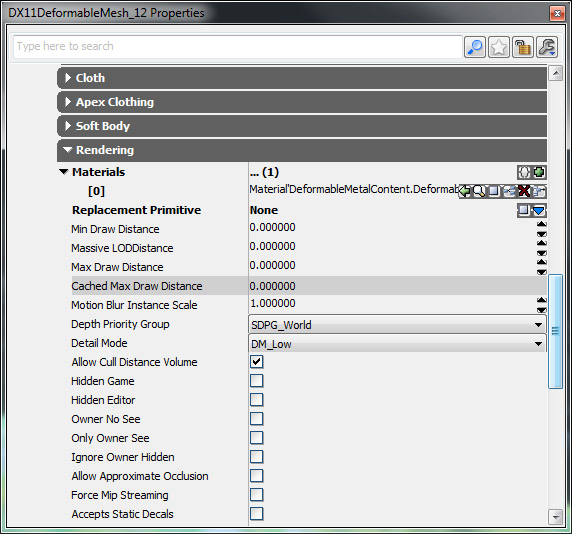 DX11DeformableMesh_12 Properties
Type here to search
Cloth
Apex Clothing
Soft Body
Rendering
Materials ... (1)
[0] Material'DeformableMetalContent.Deformab
Replacement Primitive None
Min Draw Distance 0.000000
Massive LODDistance 0.000000
Max Draw Distance 0.000000
Cached Max Draw Distance 0.000000
Motion Blur Instance Scale 1.000000
Depth Priority Group SDPG_World
Detail Mode DM_Low
Allow Cull Distance Volume
Hidden Game
Hidden Editor
Owner No See
Only Owner See
Ignore Owner Hidden
Allow Approximate Occlusion
Force Mip Streaming
Accepts Static Decals